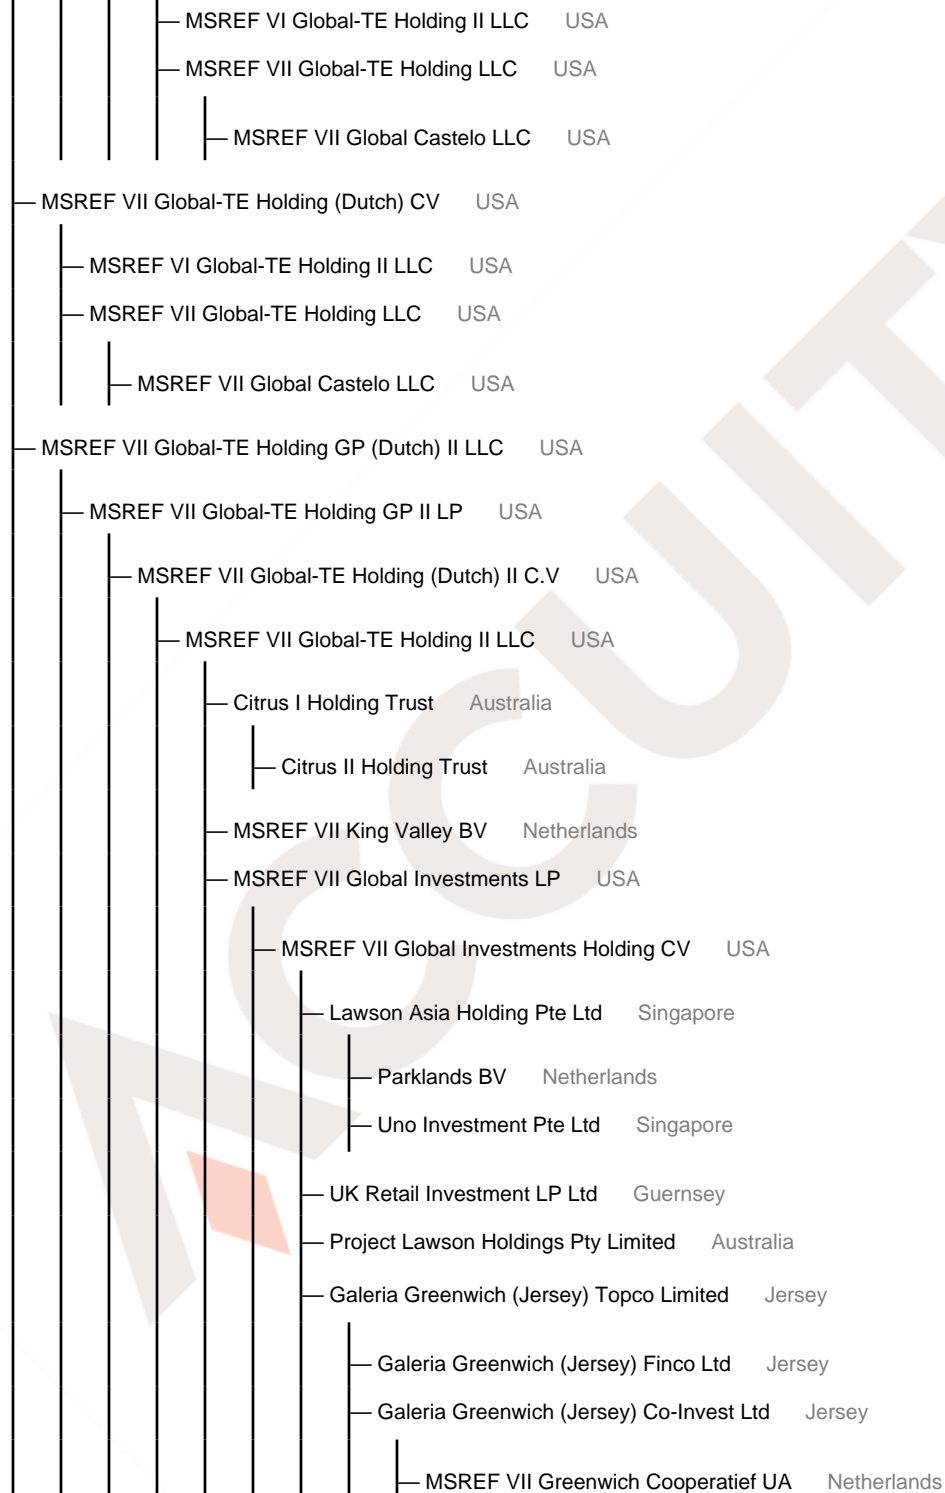 MSREF VI Global-TE Holding II LLC USA
MSREF VII Global-TE Holding LLC USA
MSREF VII Global Castelo LLC USA
MSREF VII Global-TE Holding (Dutch) CV USA
MSREF VI Global-TE Holding II LLC USA
MSREF VII Global-TE Holding LLC USA
MSREF VII Global Castelo LLC USA
MSREF VII Global-TE Holding GP (Dutch) II LLC USA
MSREF VII Global-TE Holding GP II LP USA
MSREF VII Global-TE Holding (Dutch) II C.V USA
MSREF VII Global-TE Holding II LLC USA
Citrus I Holding Trust Australia
Citrus II Holding Trust Australia
MSREF VII King Valley BV Netherlands
MSREF VII Global Investments LP USA
MSREF VII Global Investments Holding CV USA
Lawson Asia Holding Pte Ltd Singapore
Parklands BV Netherlands
Uno Investment Pte Ltd Singapore
UK Retail Investment LP Ltd Guernsey
Project Lawson Holdings Pty Limited Australia
Galeria Greenwich (Jersey) Topco Limited Jersey
Galeria Greenwich (Jersey) Finco Ltd Jersey
Galeria Greenwich (Jersey) Co-Invest Ltd Jersey
MSREF VII Greenwich Cooperatief UA Netherlands
ACCUITY